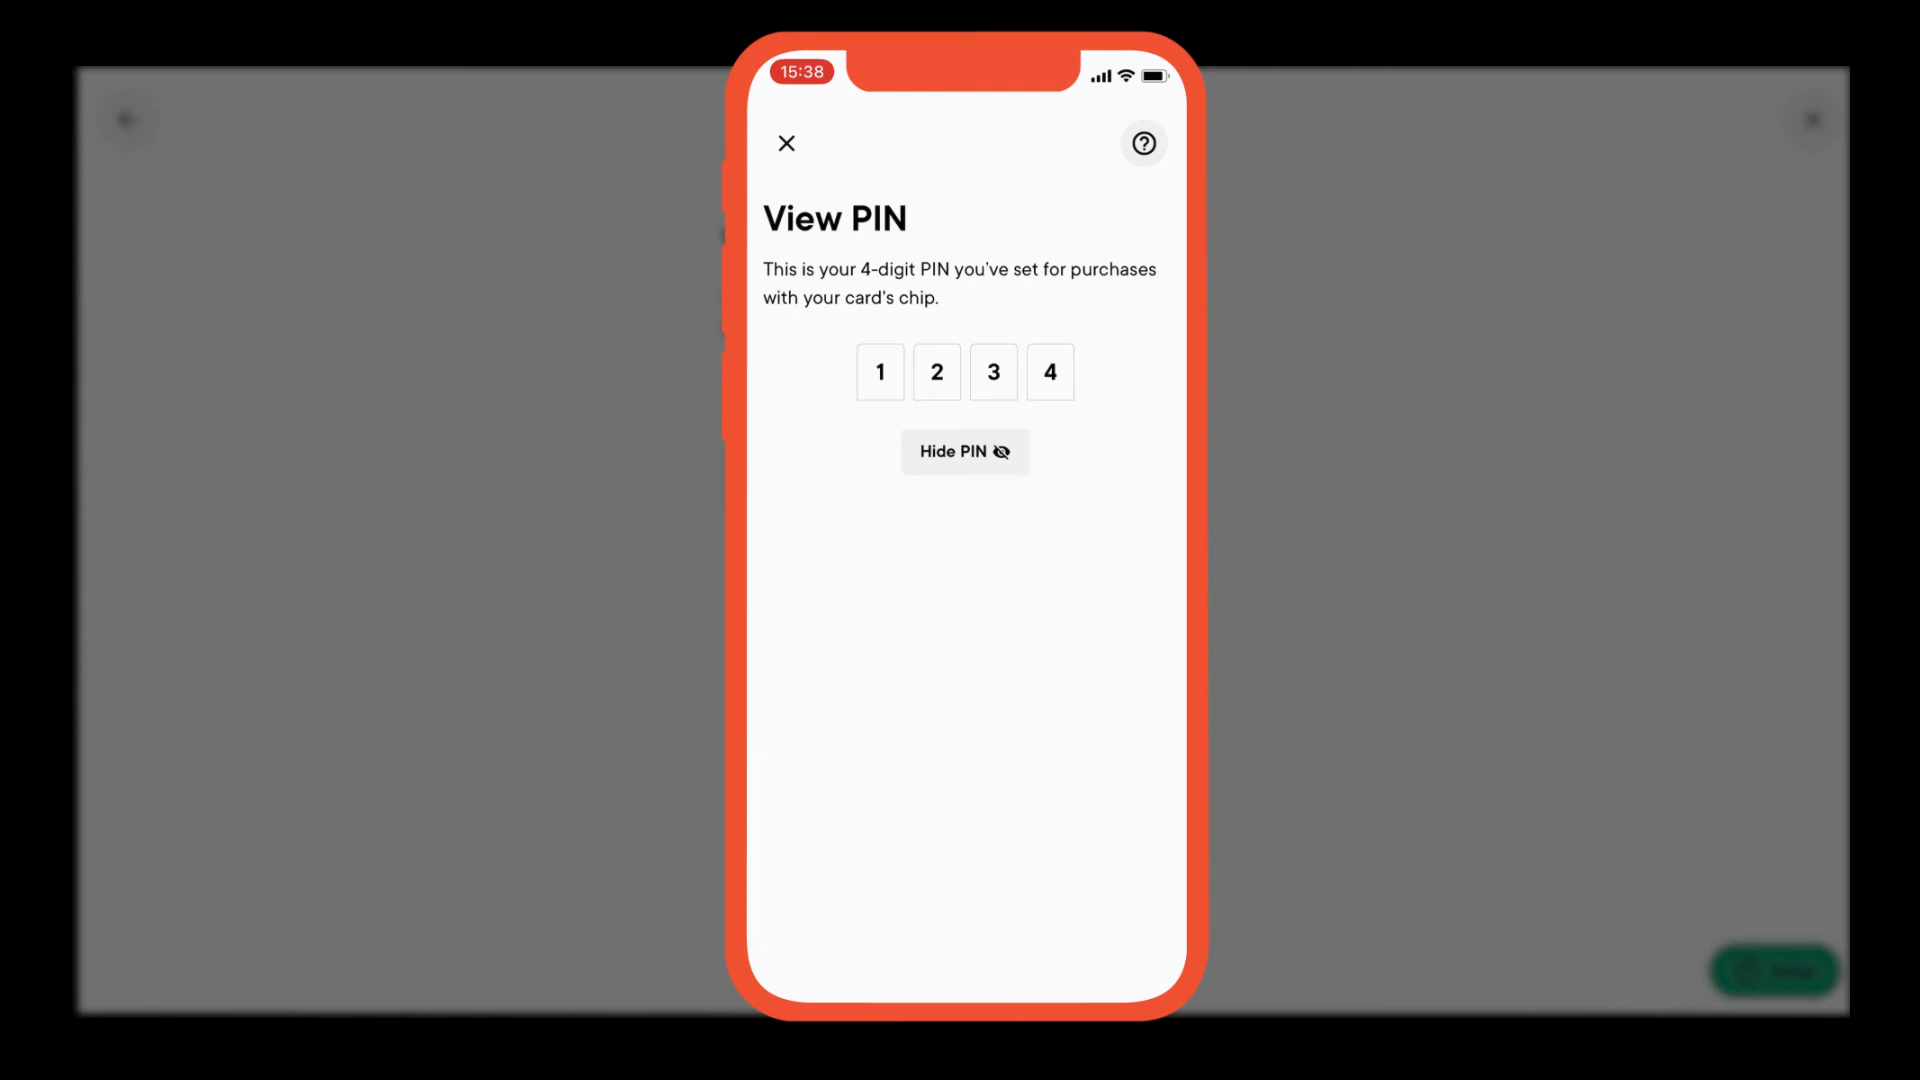 15:38
View PIN
This is your 4-digit PIN you've set for purchases
with your card's chip.
1 2 3 4
Hide PIN